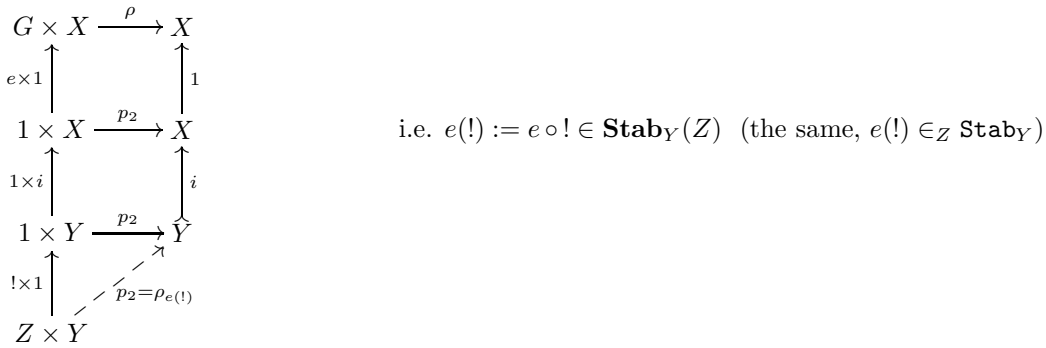 G × X ρ X
e×1 1
1 × X p₂ X i.e. e(!) := e ∘ ! ∈ Stab_Y(Z) (the same, e(!) ∈_Z Stab_Y)
1×i i
1 × Y p₂ Y
!×1 p₂=ρ_{e(!)}
Z × Y